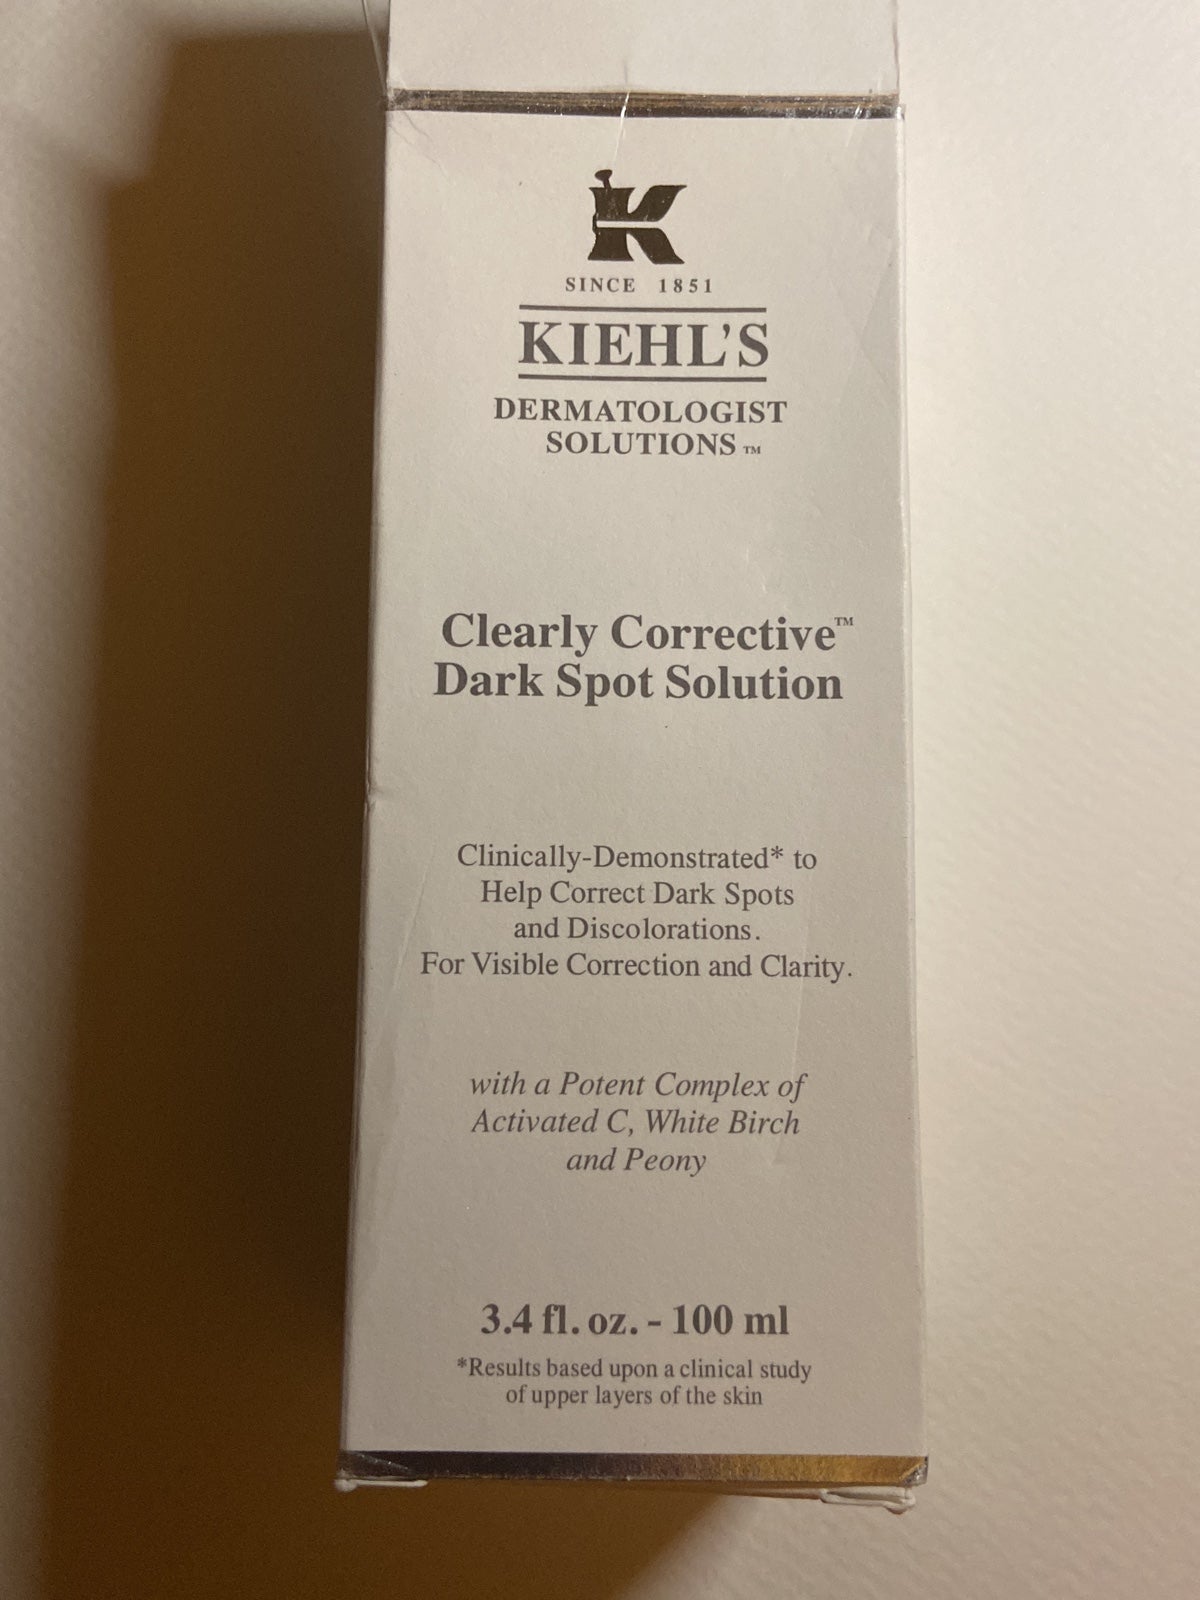 SINCE 1851
KIEHL'S
DERMATOLOGIST
SOLUTIONS™
Clearly Corrective™
Dark Spot Solution
Clinically-Demonstrated* to
Help Correct Dark Spots
and Discolorations.
For Visible Correction and Clarity.
with a Potent Complex of
Activated C, White Birch
and Peony
3.4 fl. oz. - 100 ml
*Results based upon a clinical study
of upper layers of the skin